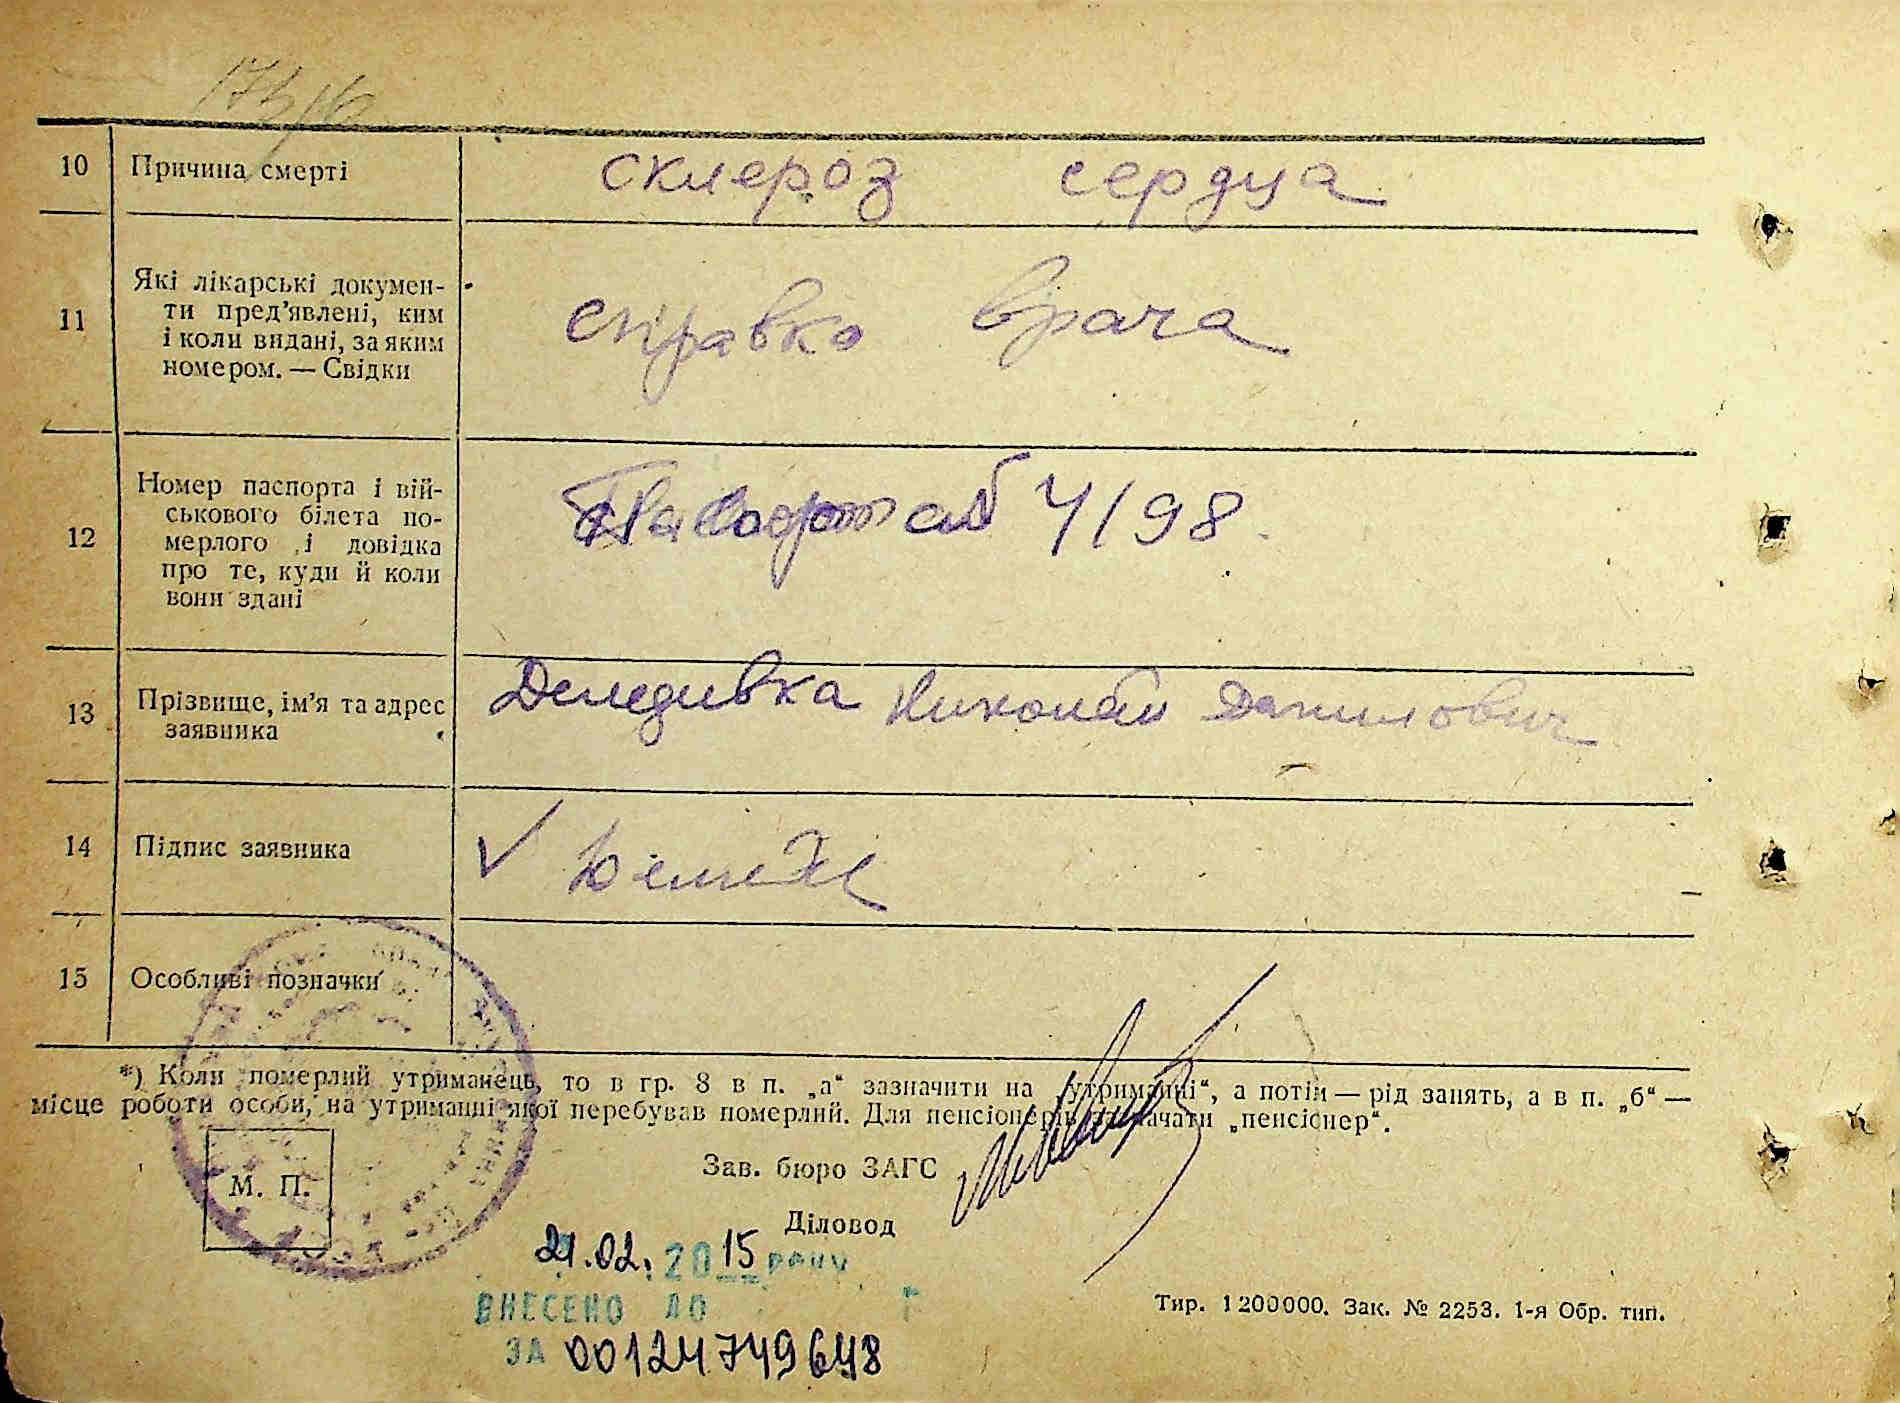 10 Причина смерті склероз сердца
11 Які лікарські докумен-
ти пред’явлені, ким
і коли видані, за яким
номером. — Свідки
справка врача
12 Номер паспорта і вій-
ськового білета по-
мерлого і довідка
про те, куди й коли
вони здані
4198
13 Прізвище, ім’я та адрес
заявника
Николай Данилович
14 Підпис заявника
15 Особливі позначки
*) Коли померлий утриманець, то в гр. 8 в п. „а“ зазначити на „утриманні“, а потім — рід занять, а в п. „б“ —
місце роботи особи, на утриманні якої перебував померлий. Для пенсіонерів зазначати „пенсіонер“.
М. П.
Зав. бюро ЗАГС
Діловод
21.02. 2015 року
ВНЕСЕНО ДО
ЗА 00124749648
Тир. 1200000. Зак. № 2253. 1-я Обр. тип.